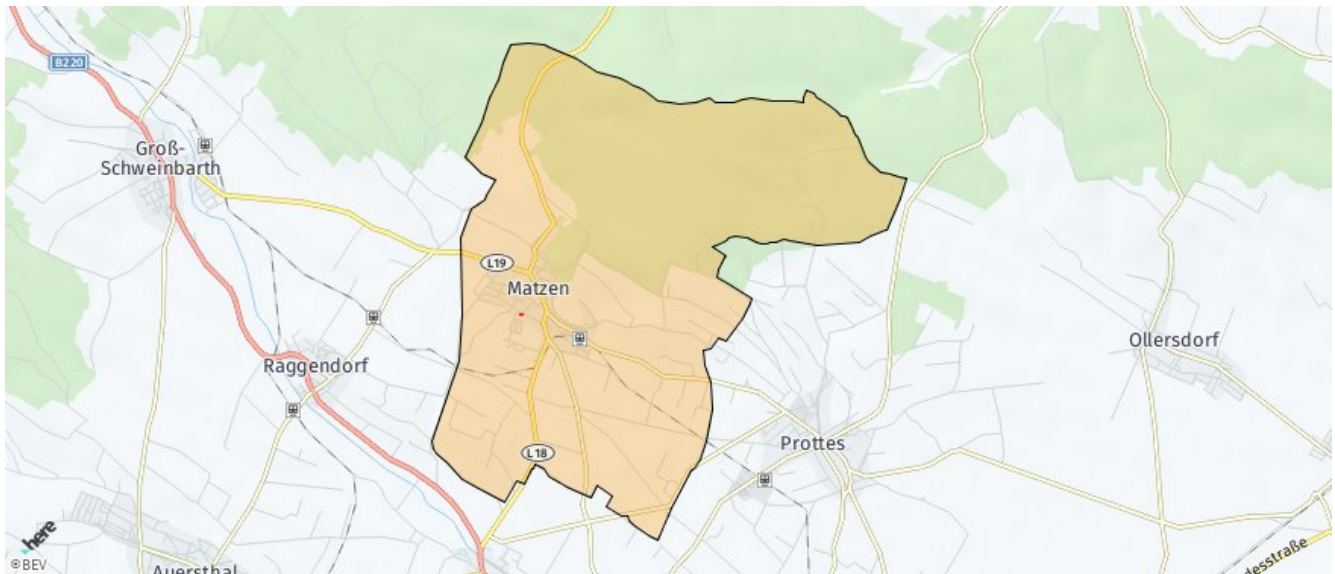 B220
Groß-
Schweinbarth
L19
Matzen
Raggendorf
Ollersdorf
L18
Prottes
here
©BEV
Auersthal
desstraße